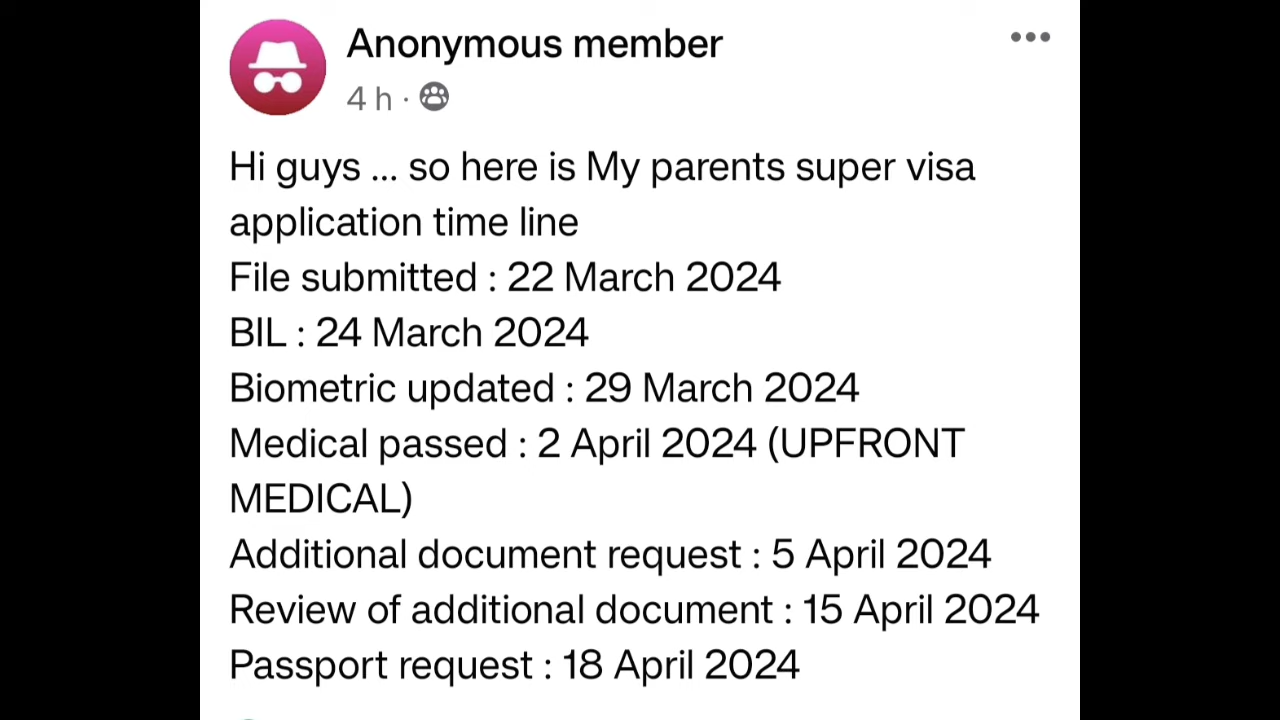 Anonymous member
4 h ·
Hi guys ... so here is My parents super visa
application time line
File submitted : 22 March 2024
BIL : 24 March 2024
Biometric updated : 29 March 2024
Medical passed : 2 April 2024 (UPFRONT
MEDICAL)
Additional document request : 5 April 2024
Review of additional document : 15 April 2024
Passport request : 18 April 2024